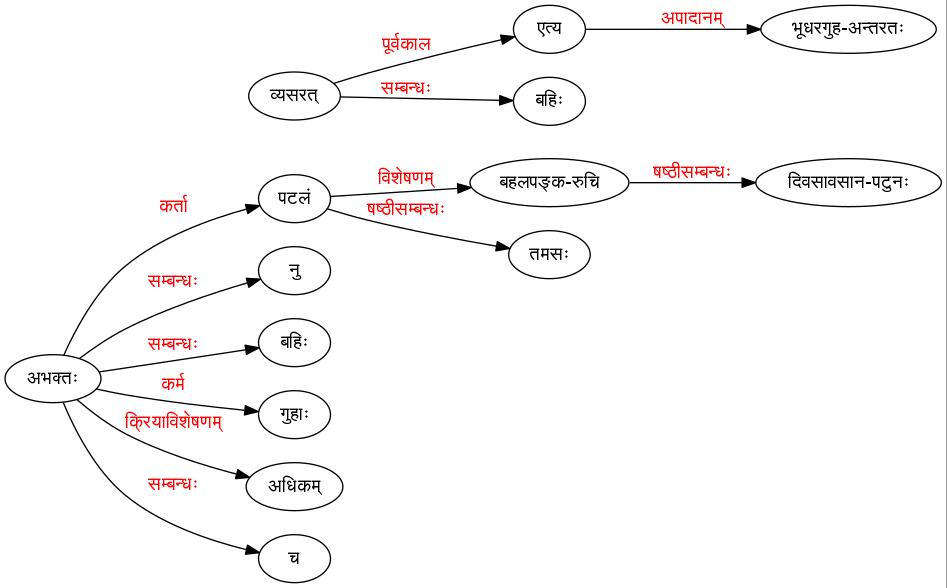 अपादानम्
एत्य
भूधरगुह-अन्तरतः
पूर्वकाल
व्यसरत्
सम्बन्धः
बहिः
विशेषणम्
षष्ठीसम्बन्धः
पटलं
बहलपङ्क-रुचि
दिवसावसान-पटुनः
कर्ता
षष्ठीसम्बन्धः
तमसः
सम्बन्धः
नु
सम्बन्धः
बहिः
अभक्तः
कर्म
गुहाः
क्रियाविशेषणम्
सम्बन्धः
अधिकम्
च